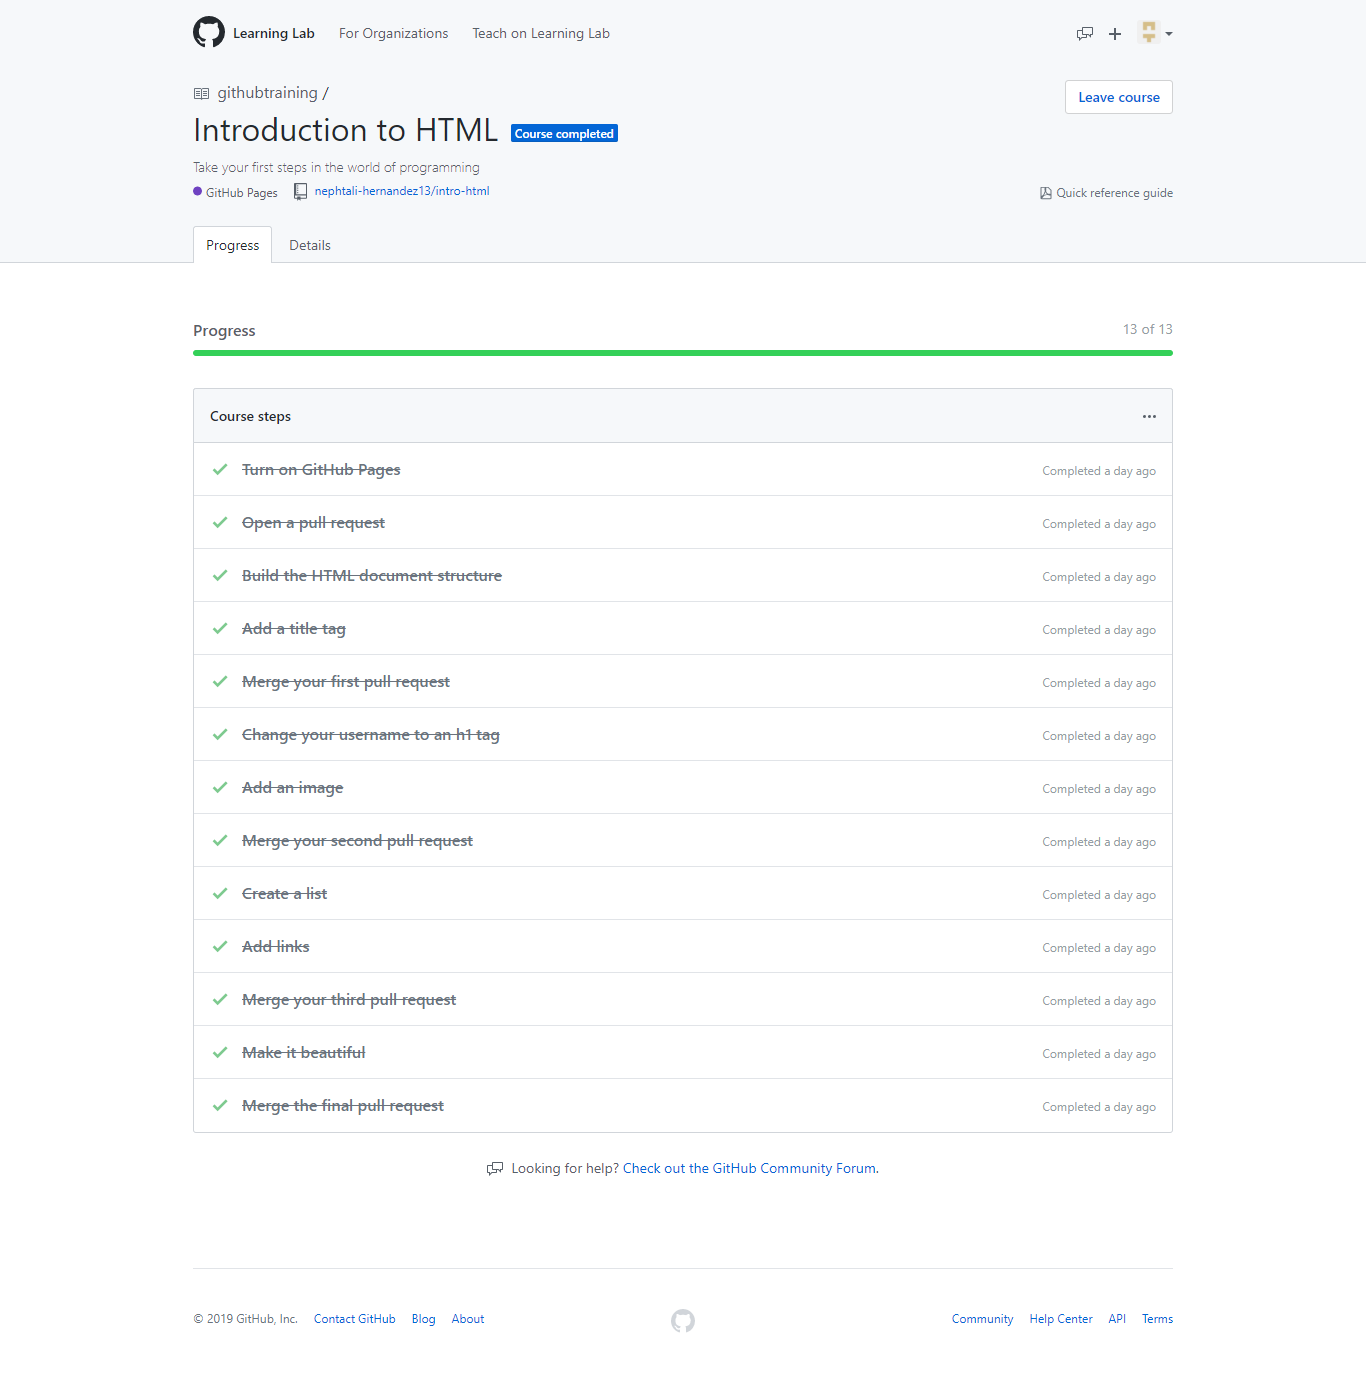 Learning Lab For Organizations Teach on Learning Lab
githubtraining /
Leave course
Introduction to HTML Course completed
Take your first steps in the world of programming
GitHub Pages nephtali-hernandez13/intro-html Quick reference guide
Progress Details
Progress 13 of 13
Course steps ...
Turn on GitHub Pages Completed a day ago
Open a pull request Completed a day ago
Build the HTML document structure Completed a day ago
Add a title tag Completed a day ago
Merge your first pull request Completed a day ago
Change your username to an h1 tag Completed a day ago
Add an image Completed a day ago
Merge your second pull request Completed a day ago
Create a list Completed a day ago
Add links Completed a day ago
Merge your third pull request Completed a day ago
Make it beautiful Completed a day ago
Merge the final pull request Completed a day ago
Looking for help? Check out the GitHub Community Forum.
© 2019 GitHub, Inc. Contact GitHub Blog About Community Help Center API Terms